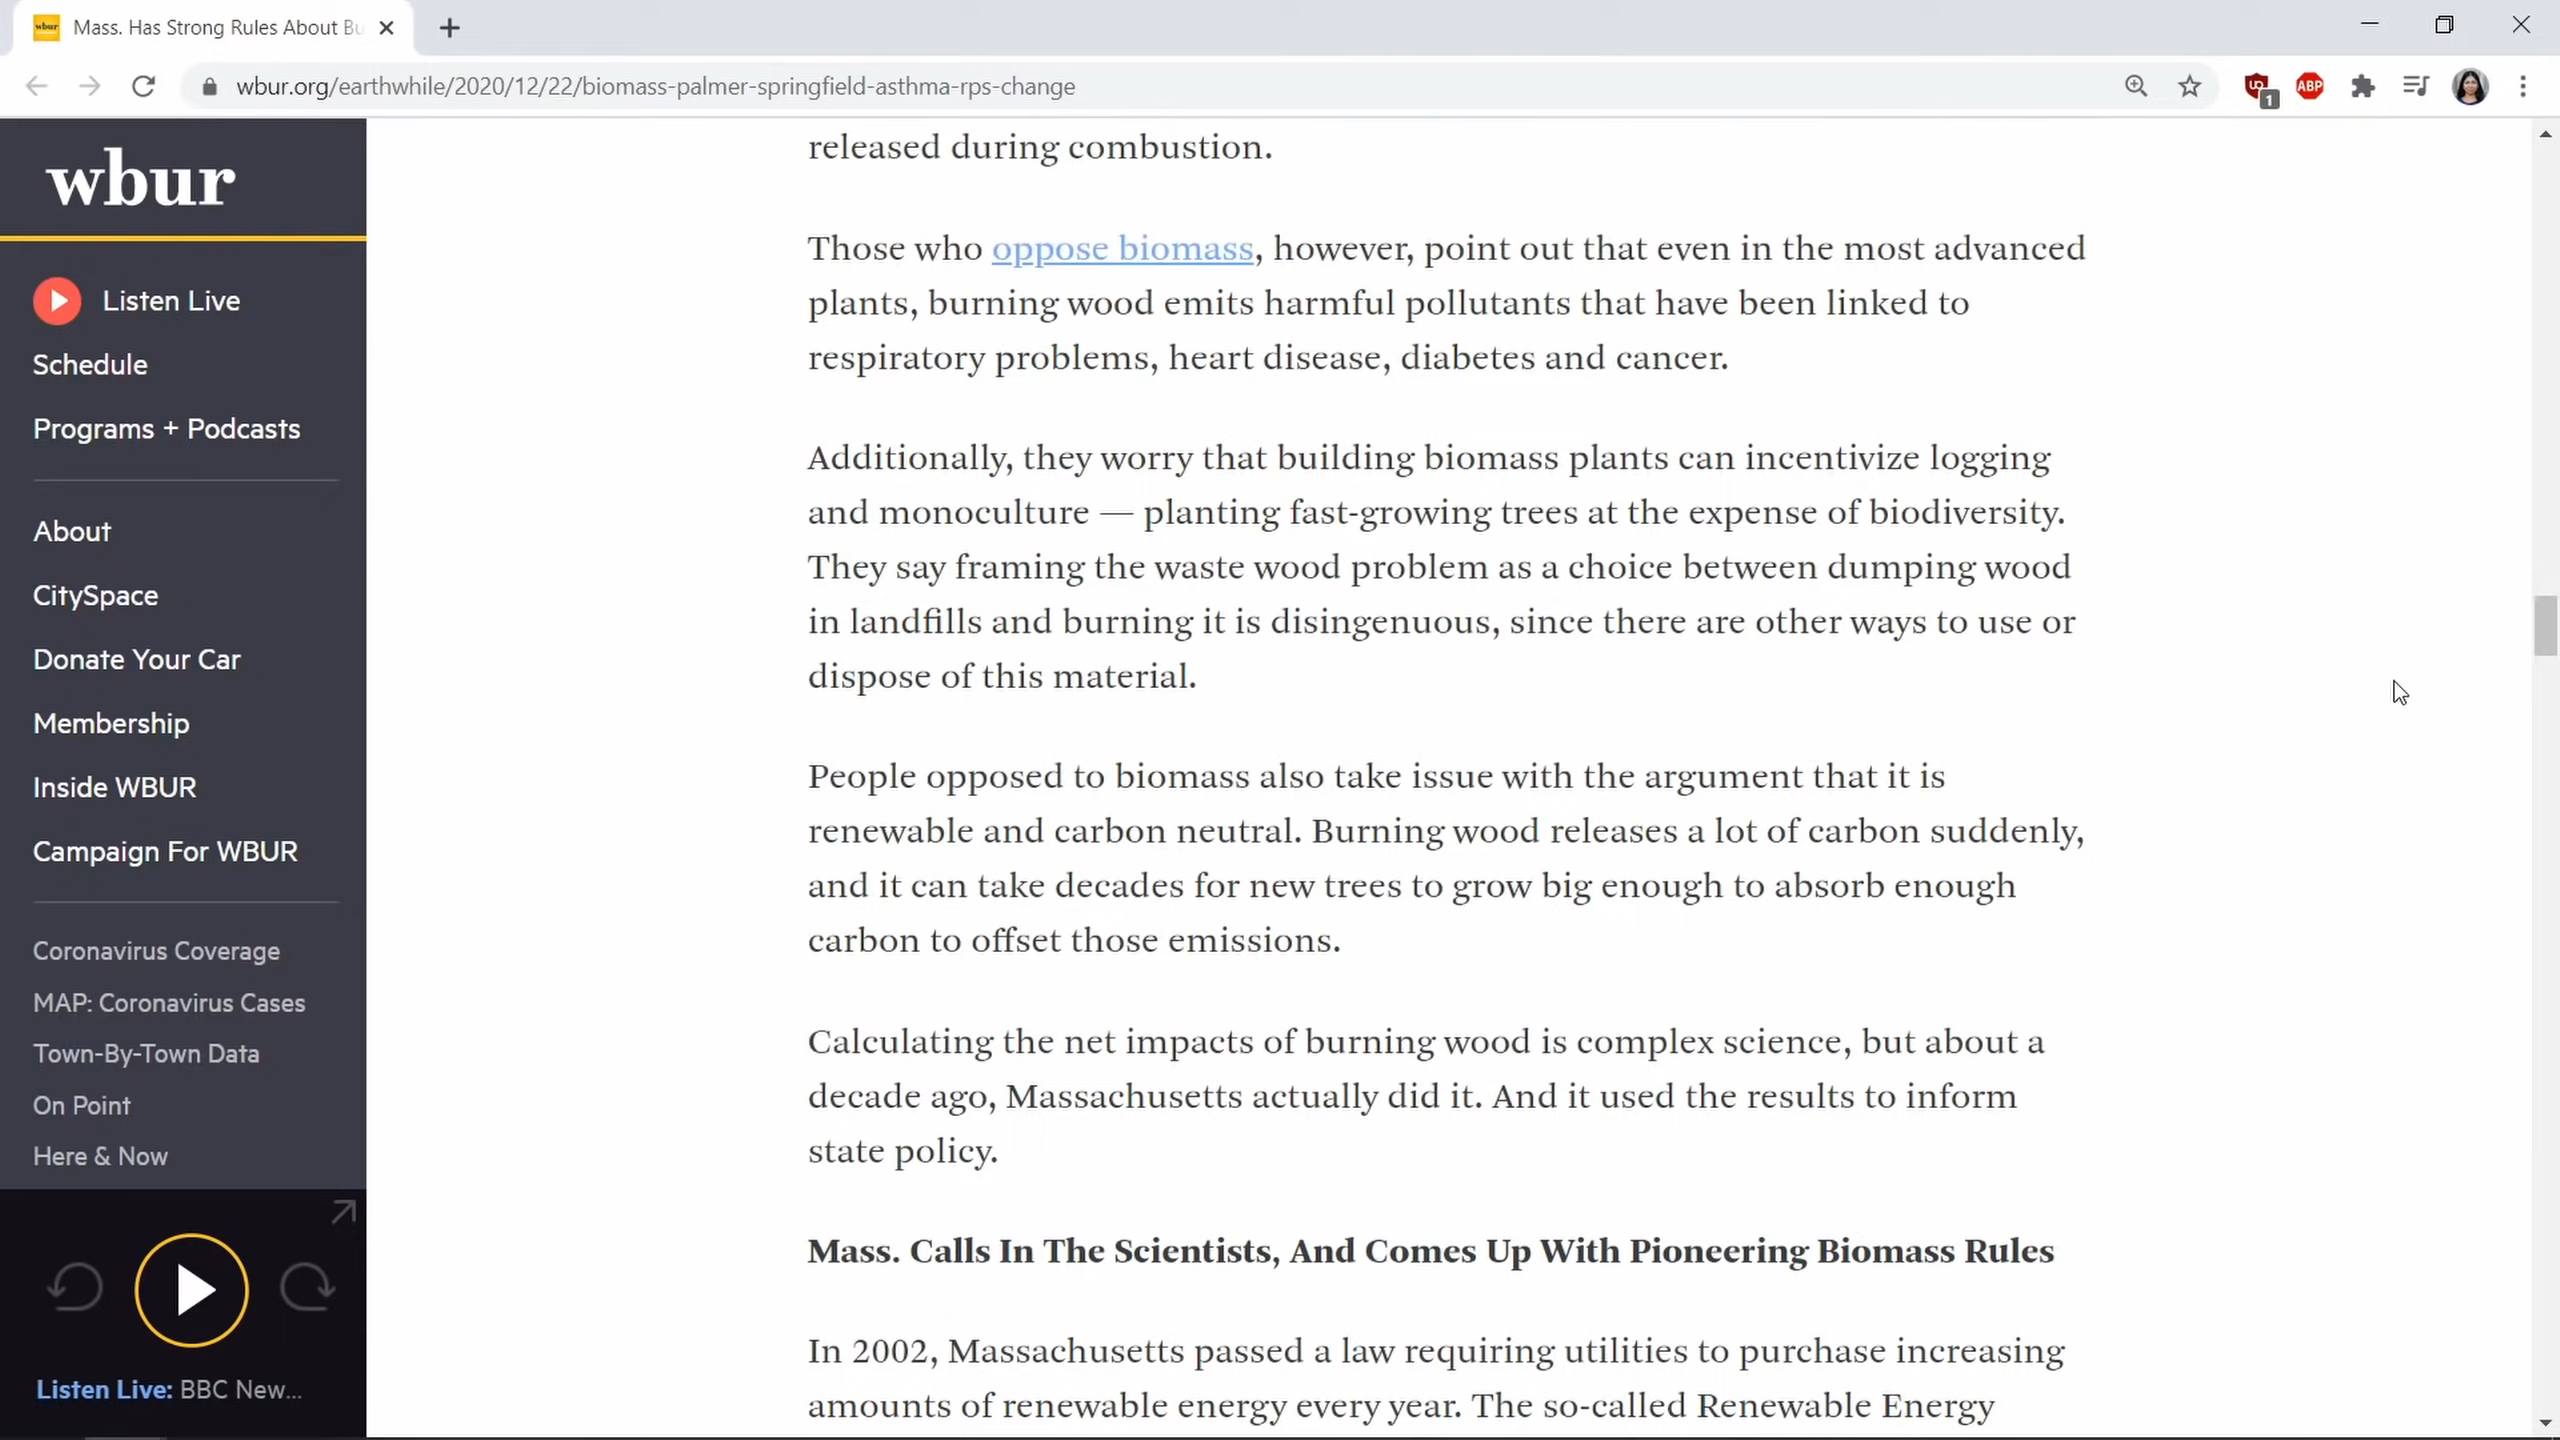 wbur
Mass. Has Strong Rules About Bu
wbur.org/earthwhile/2020/12/22/biomass-palmer-springfield-asthma-rps-change
1
ABP
wbur
Listen Live
Schedule
Programs + Podcasts
About
CitySpace
Donate Your Car
Membership
Inside WBUR
Campaign For WBUR
Coronavirus Coverage
MAP: Coronavirus Cases
Town-By-Town Data
On Point
Here & Now
Listen Live: BBC New...
released during combustion.
Those who oppose biomass, however, point out that even in the most advanced
plants, burning wood emits harmful pollutants that have been linked to
respiratory problems, heart disease, diabetes and cancer.
Additionally, they worry that building biomass plants can incentivize logging
and monoculture — planting fast-growing trees at the expense of biodiversity.
They say framing the waste wood problem as a choice between dumping wood
in landfills and burning it is disingenuous, since there are other ways to use or
dispose of this material.
People opposed to biomass also take issue with the argument that it is
renewable and carbon neutral. Burning wood releases a lot of carbon suddenly,
and it can take decades for new trees to grow big enough to absorb enough
carbon to offset those emissions.
Calculating the net impacts of burning wood is complex science, but about a
decade ago, Massachusetts actually did it. And it used the results to inform
state policy.
Mass. Calls In The Scientists, And Comes Up With Pioneering Biomass Rules
In 2002, Massachusetts passed a law requiring utilities to purchase increasing
amounts of renewable energy every year. The so-called Renewable Energy